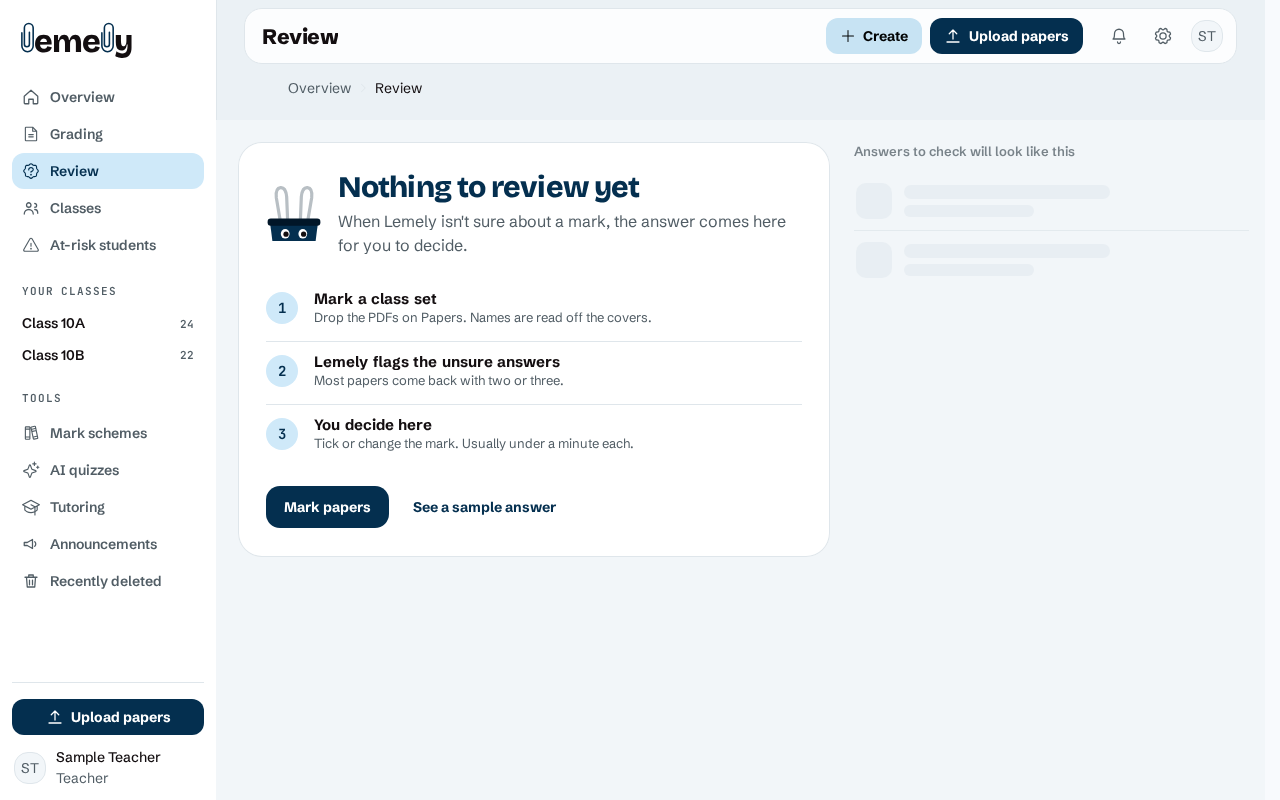 lemely
Overview
Grading
Review
Classes
At-risk students
YOUR CLASSES
Class 10A 24
Class 10B 22
TOOLS
Mark schemes
AI quizzes
Tutoring
Announcements
Recently deleted
Upload papers
ST
Sample Teacher
Teacher
Review
Create
Upload papers
ST
Overview Review
Nothing to review yet
When Lemely isn't sure about a mark, the answer comes here
for you to decide.
1
Mark a class set
Drop the PDFs on Papers. Names are read off the covers.
2
Lemely flags the unsure answers
Most papers come back with two or three.
3
You decide here
Tick or change the mark. Usually under a minute each.
Mark papers
See a sample answer
Answers to check will look like this